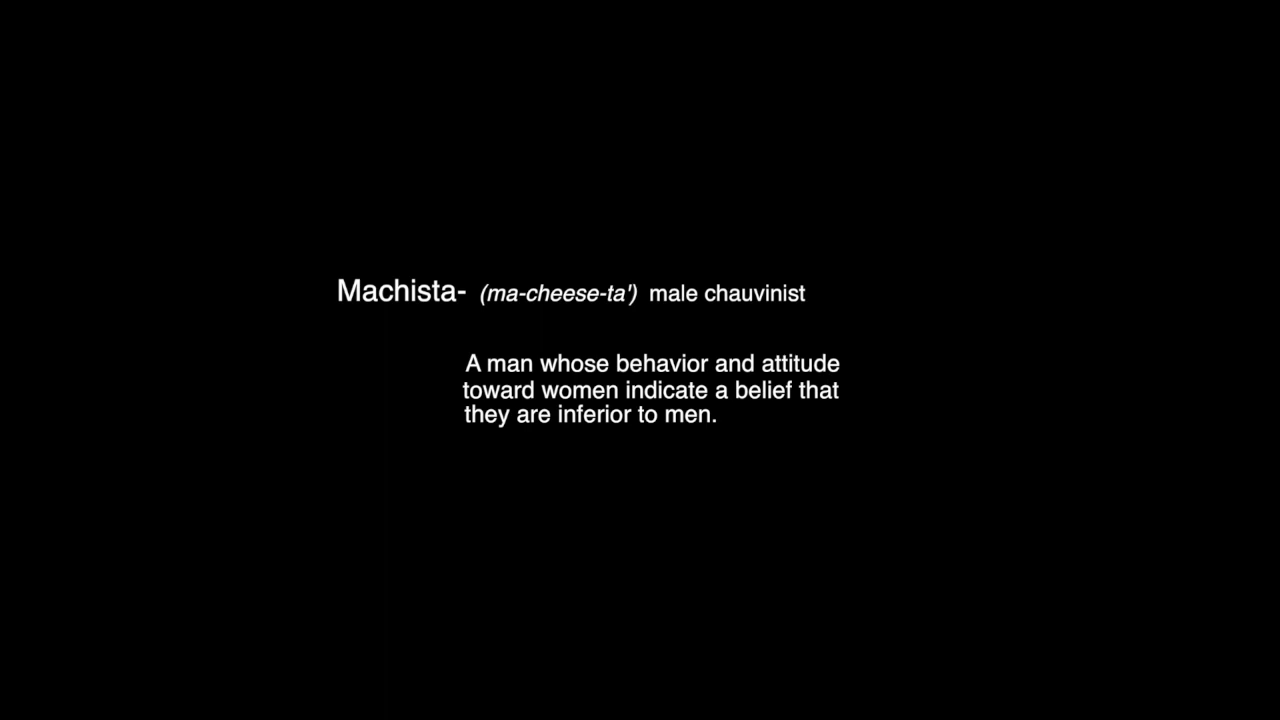 Machista- (ma-cheese-ta') male chauvinist
A man whose behavior and attitude
toward women indicate a belief that
they are inferior to men.